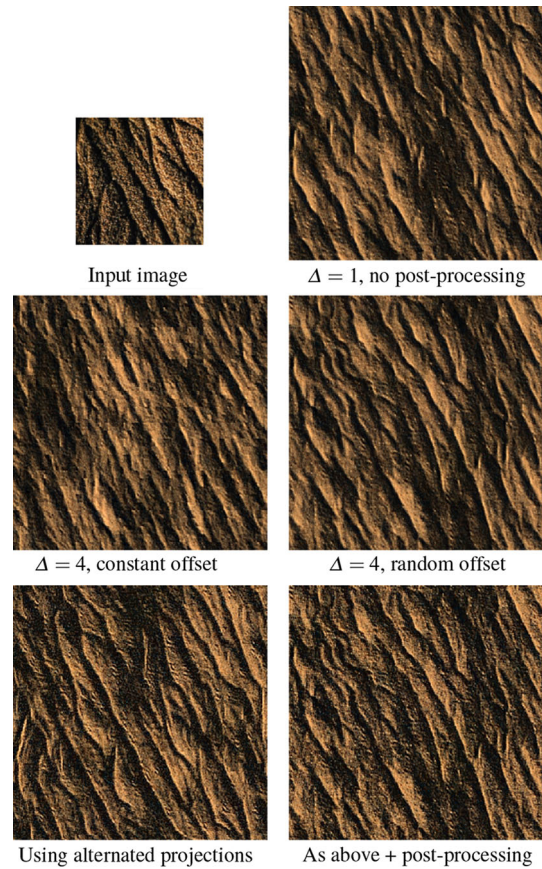 Input image
Δ = 1, no post-processing
Δ = 4, constant offset
Δ = 4, random offset
Using alternated projections
As above + post-processing